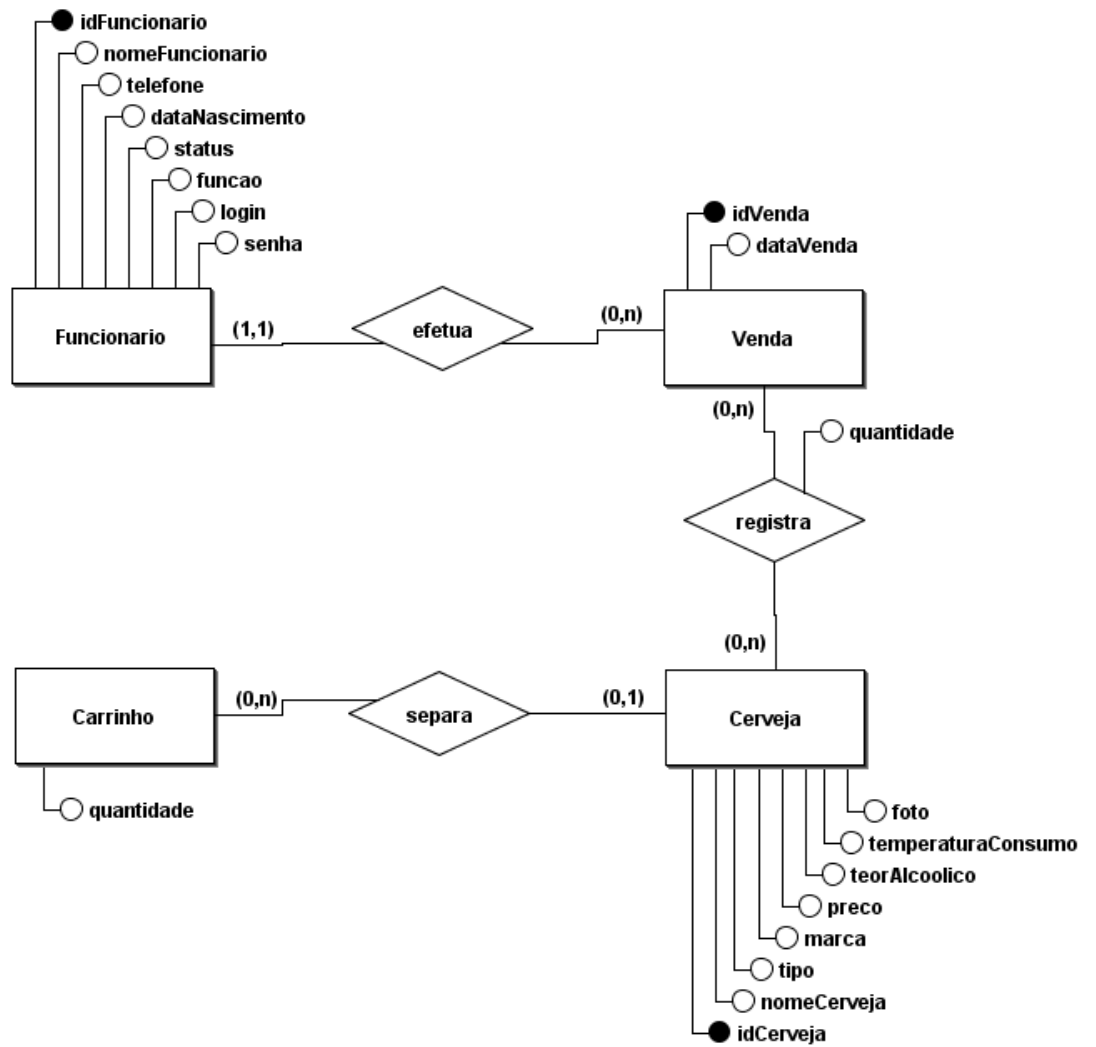 idFuncionario
nomeFuncionario
telefone
dataNascimento
status
funcao
login
senha
Funcionario
(1,1)
efetua
(0,n)
idVenda
dataVenda
Venda
(0,n)
quantidade
registra
(0,n)
Carrinho
(0,n)
separa
(0,1)
Cerveja
quantidade
foto
temperaturaConsumo
teorAlcoolico
preco
marca
tipo
nomeCerveja
idCerveja